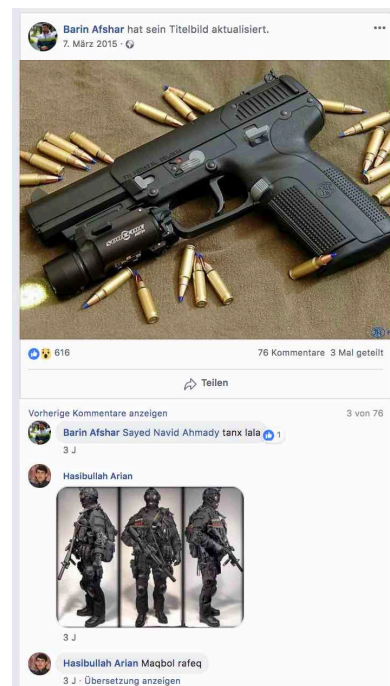 Barin Afshar hat sein Titelbild aktualisiert.
7. März 2015
SUREFIRE
FN
616
76 Kommentare 3 Mal geteilt
Teilen
Vorherige Kommentare anzeigen
3 von 76
Barin Afshar Sayed Navid Ahmady tanx lala
1
3 J
Hasibullah Arian
3 J
Hasibullah Arian Maqbol rafeq
3 J · Übersetzung anzeigen